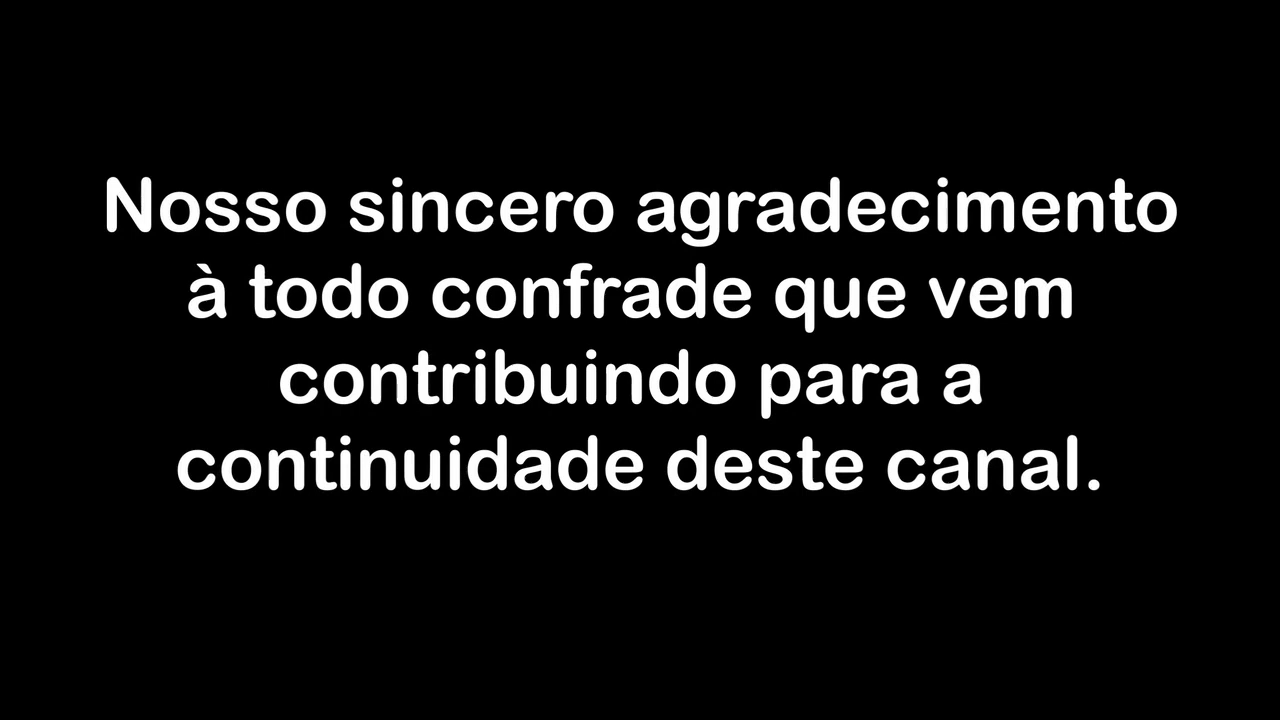 Nosso sincero agradecimento
à todo confrade que vem
contribuindo para a
continuidade deste canal.